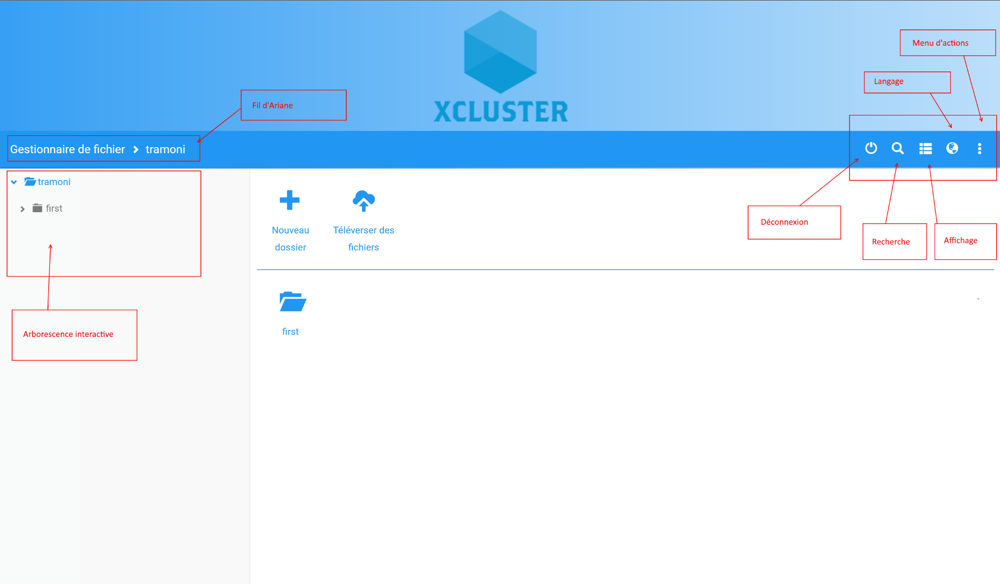 Menu d'actions
Langage
Fil d'Ariane
XCLUSTER
Gestionnaire de fichier
tramoni
tramoni
first
Nouveau
dossier
Téléverser des
fichiers
Déconnexion
Recherche
Affichage
first
Arborescence interactive